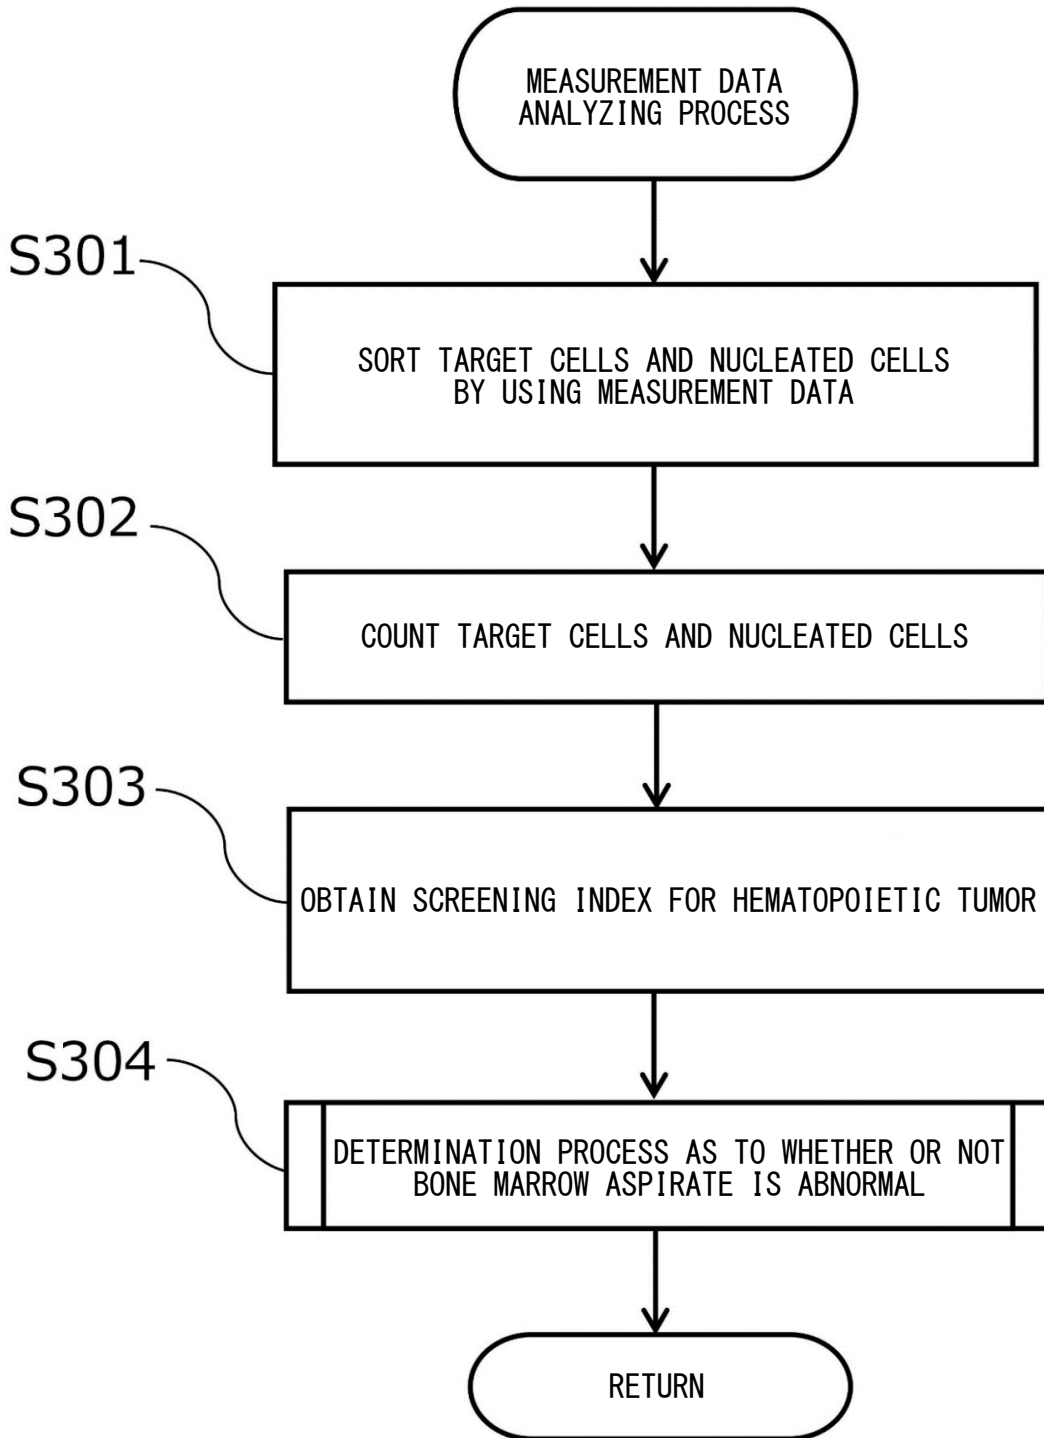 MEASUREMENT DATA
ANALYZING PROCESS
S301
SORT TARGET CELLS AND NUCLEATED CELLS
BY USING MEASUREMENT DATA
S302
COUNT TARGET CELLS AND NUCLEATED CELLS
S303
OBTAIN SCREENING INDEX FOR HEMATOPOIETIC TUMOR
S304
DETERMINATION PROCESS AS TO WHETHER OR NOT
BONE MARROW ASPIRATE IS ABNORMAL
RETURN